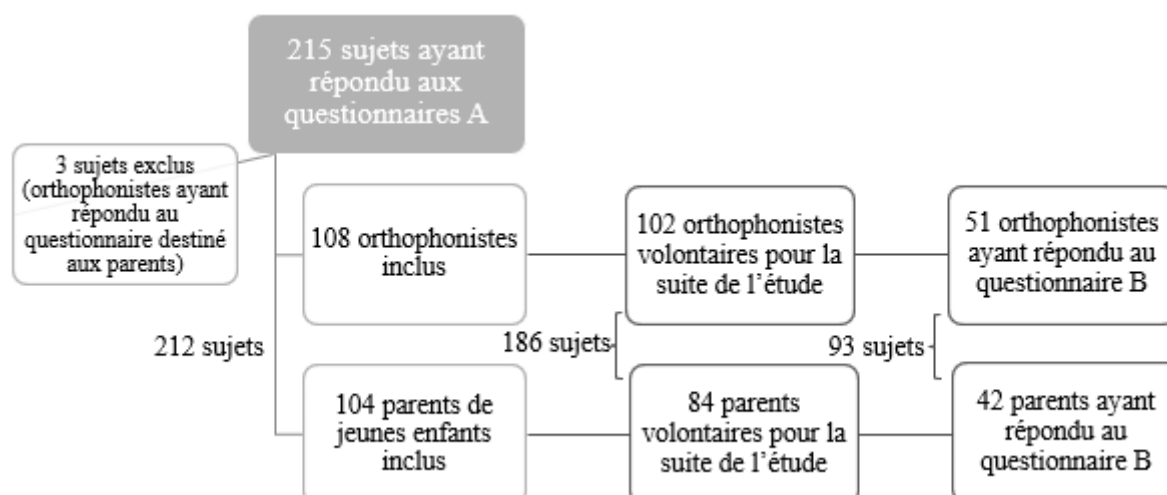 215 sujets ayant
répondu aux
questionnaires A
3 sujets exclus
(orthophonistes ayant
répondu au
questionnaire destiné
aux parents)
108 orthophonistes
inclus
102 orthophonistes
volontaires pour la
suite de l’étude
51 orthophonistes
ayant répondu au
questionnaire B
212 sujets
186 sujets
93 sujets
104 parents de
jeunes enfants
inclus
84 parents
volontaires pour la
suite de l’étude
42 parents ayant
répondu au
questionnaire B